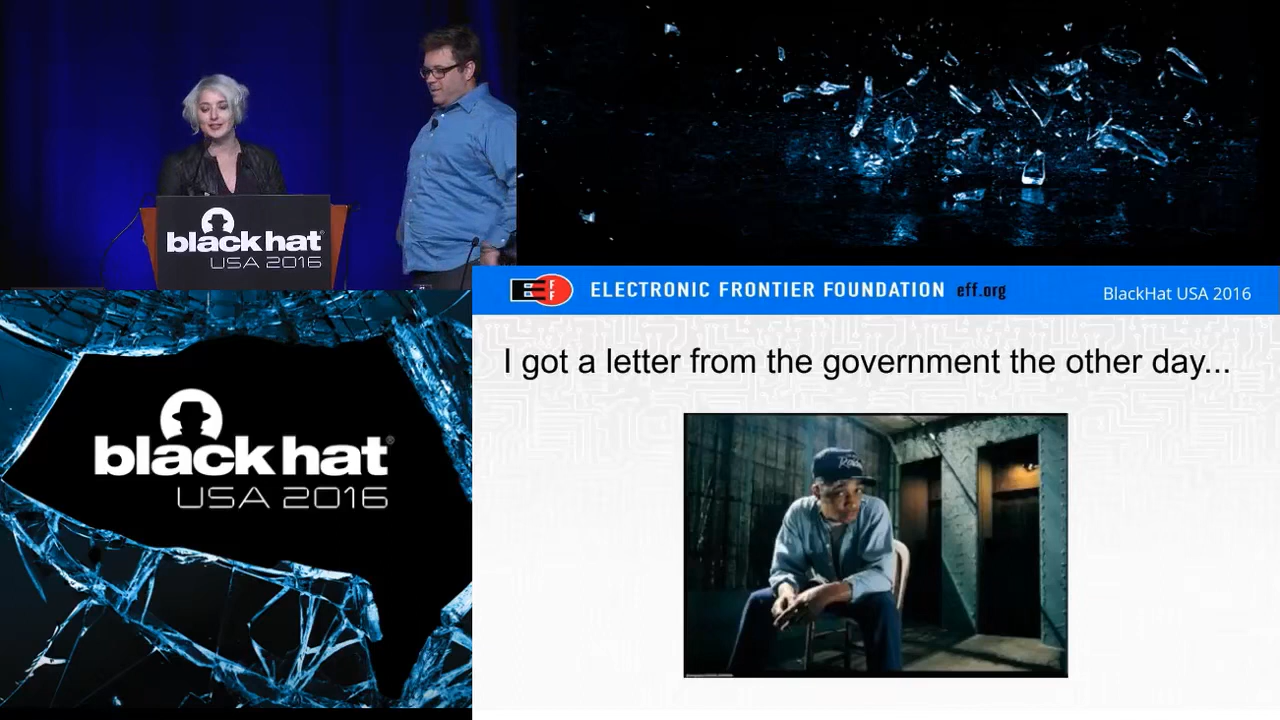 black hat
USA 2016
ELECTRONIC FRONTIER FOUNDATION eff.org
BlackHat USA 2016
EFF
I got a letter from the government the other day...
black hat®
USA 2016